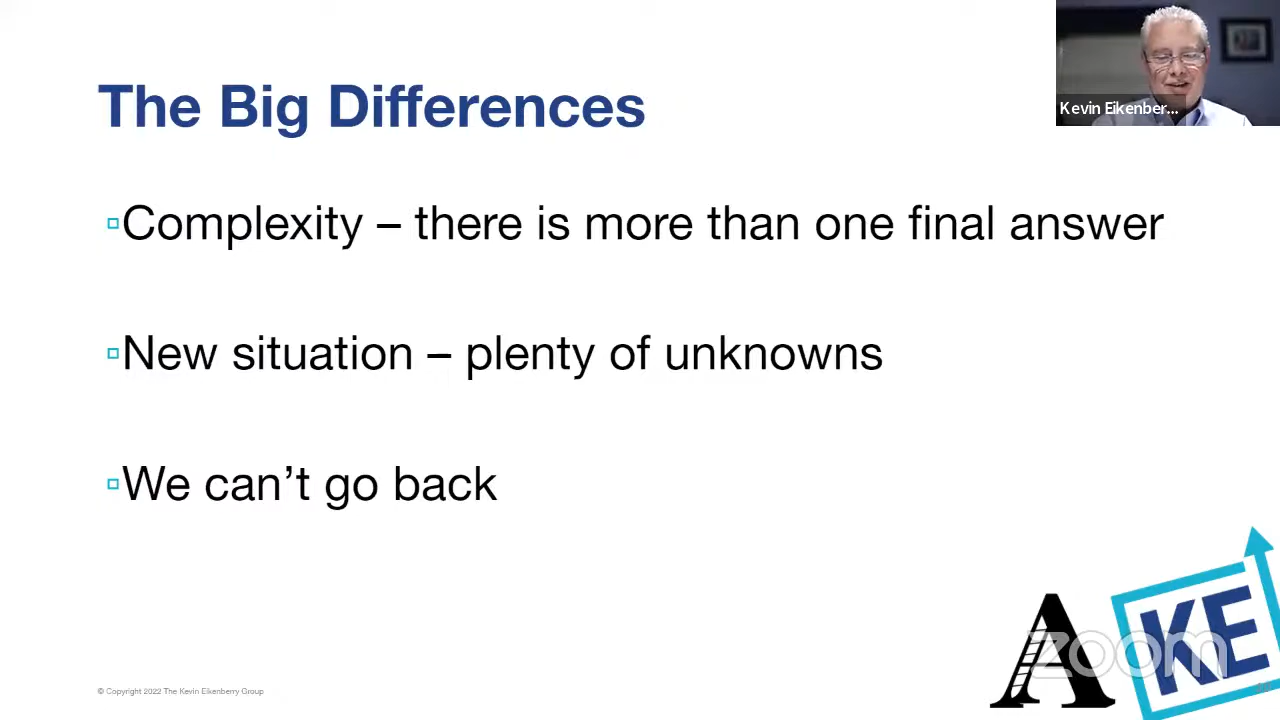 The Big Differences
Kevin Eikenber...
▫Complexity – there is more than one final answer
▫New situation – plenty of unknowns
▫We can’t go back
A
KE
zoom
© Copyright 2022 The Kevin Eikenberry Group